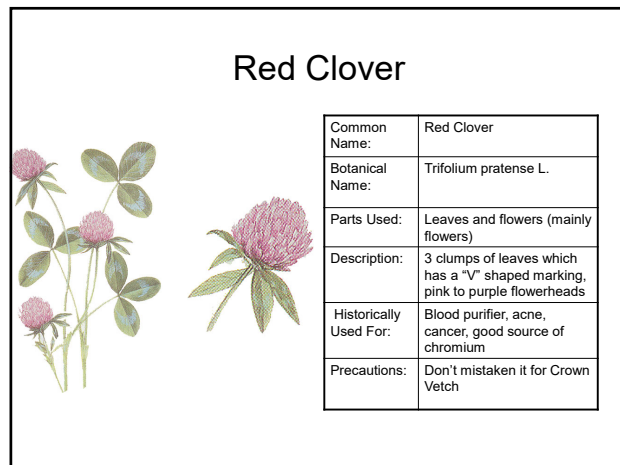 Red Clover
Common
Name:
Red Clover
Botanical
Name:
Trifolium pratense L.
Parts Used:
Leaves and flowers (mainly
flowers)
Description:
3 clumps of leaves which
has a “V” shaped marking,
pink to purple flowerheads
Historically
Used For:
Blood purifier, acne,
cancer, good source of
chromium
Precautions:
Don’t mistaken it for Crown
Vetch